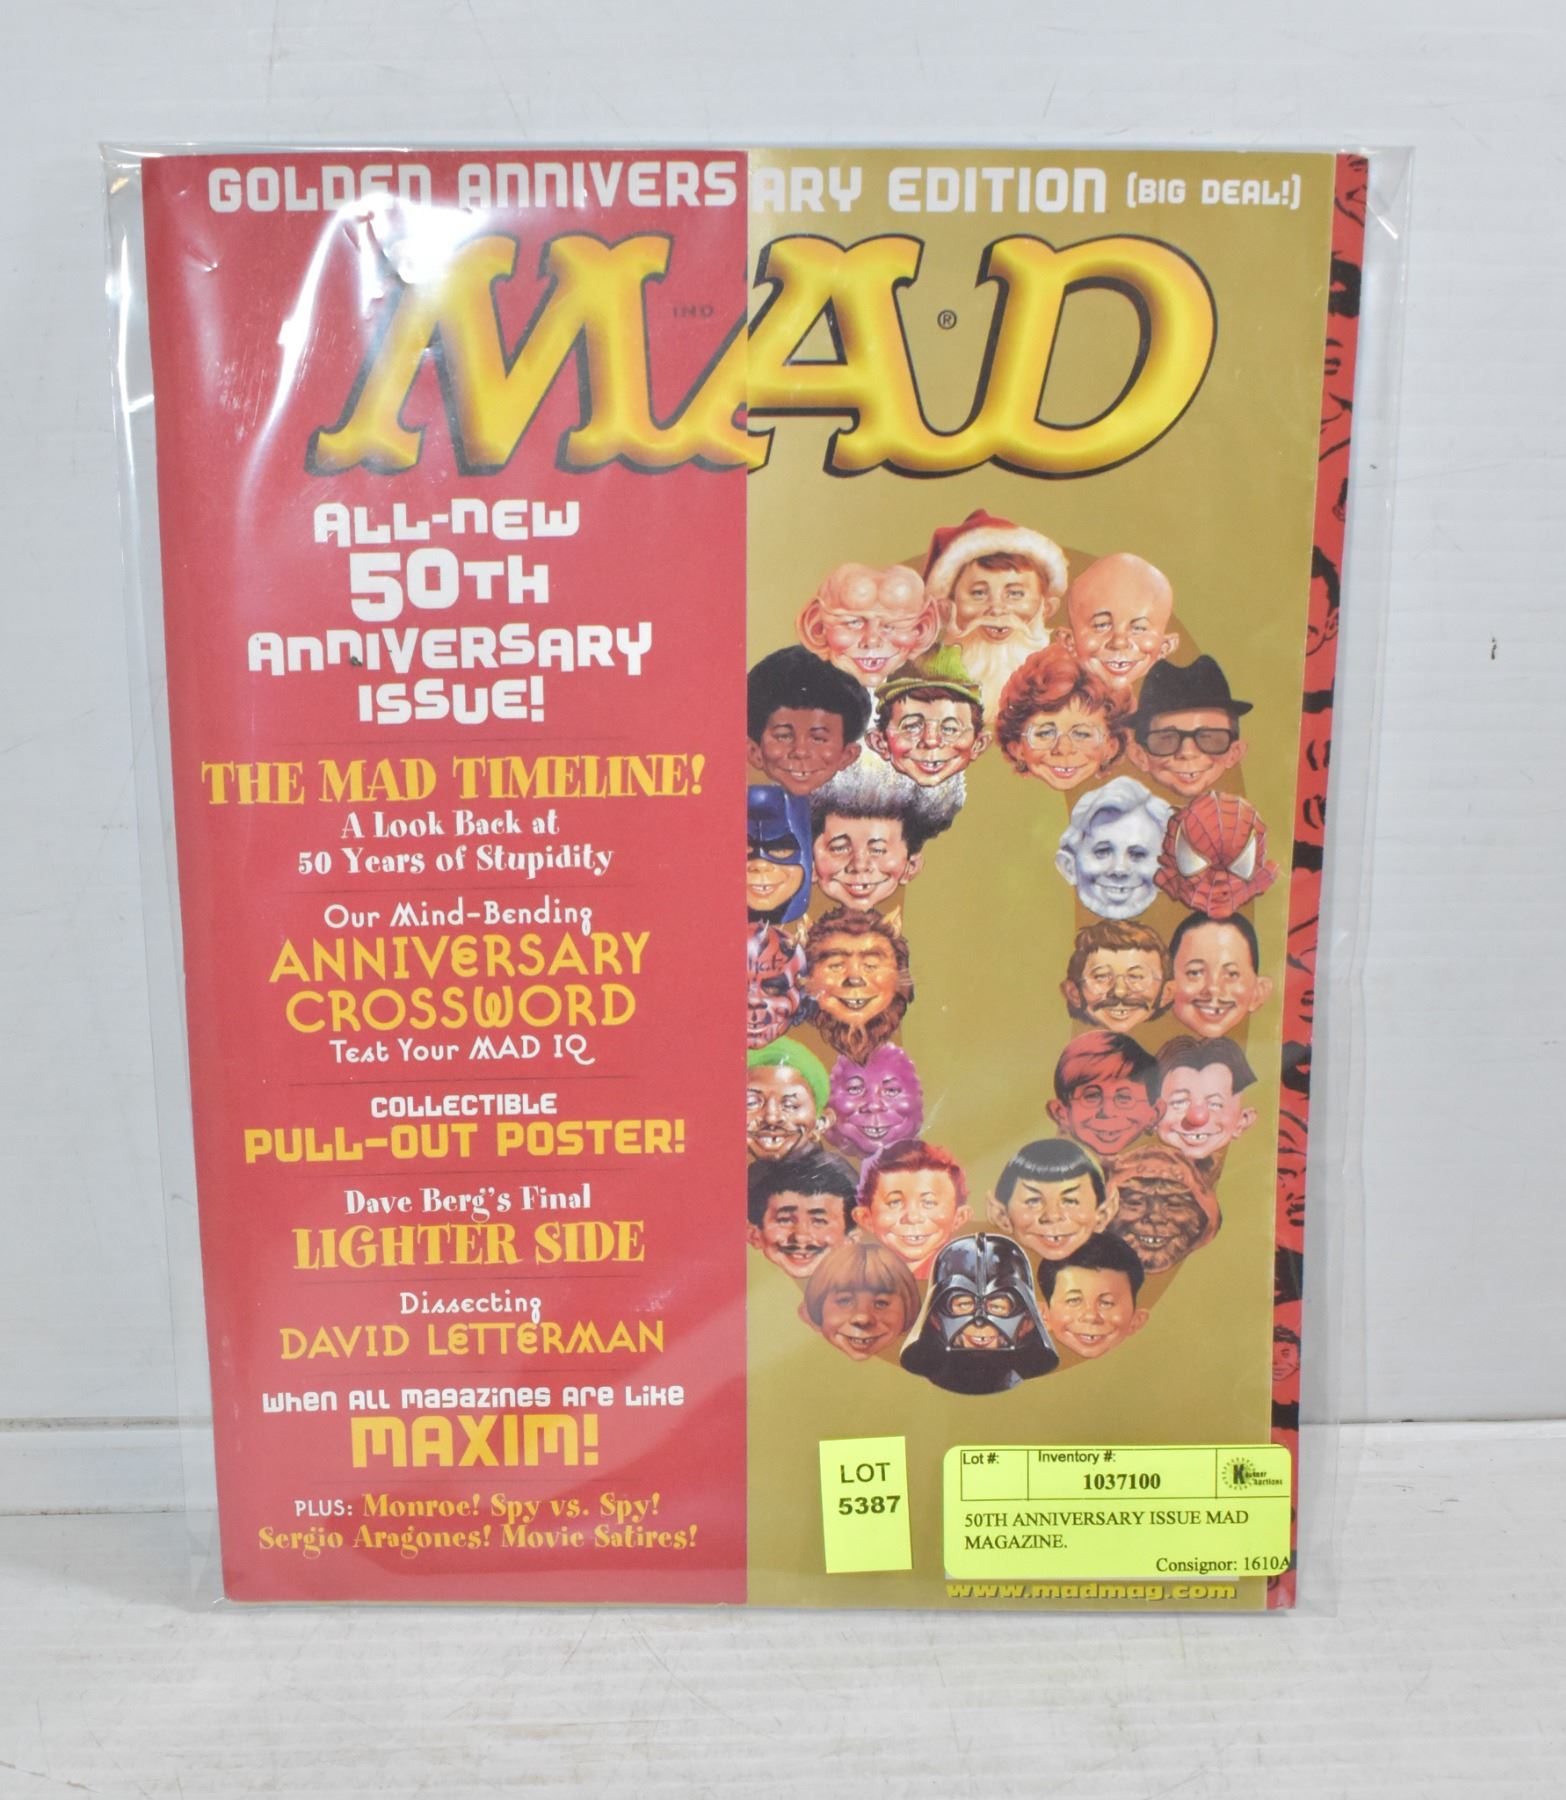 GOLDEN ANNIVERSARY EDITION (BIG DEAL!)
MAD
IND
®
ALL-NEW
50TH
ANNIVERSARY
ISSUE!
THE MAD TIMELINE!
A Look Back at
50 Years of Stupidity
Our Mind-Bending
ANNIVERSARY
CROSSWORD
Test Your MAD IQ
COLLECTIBLE
PULL-OUT POSTER!
Dave Berg's Final
LIGHTER SIDE
Dissecting
DAVID LETTERMAN
When All Magazines Are Like
MAXIM!
PLUS: Monroe! Spy vs. Spy!
Sergio Aragones! Movie Satires!
LOT
5387
Lot #:
Inventory #:
1037100
50TH ANNIVERSARY ISSUE MAD
MAGAZINE.
Consignor: 1610A
www.madmag.com